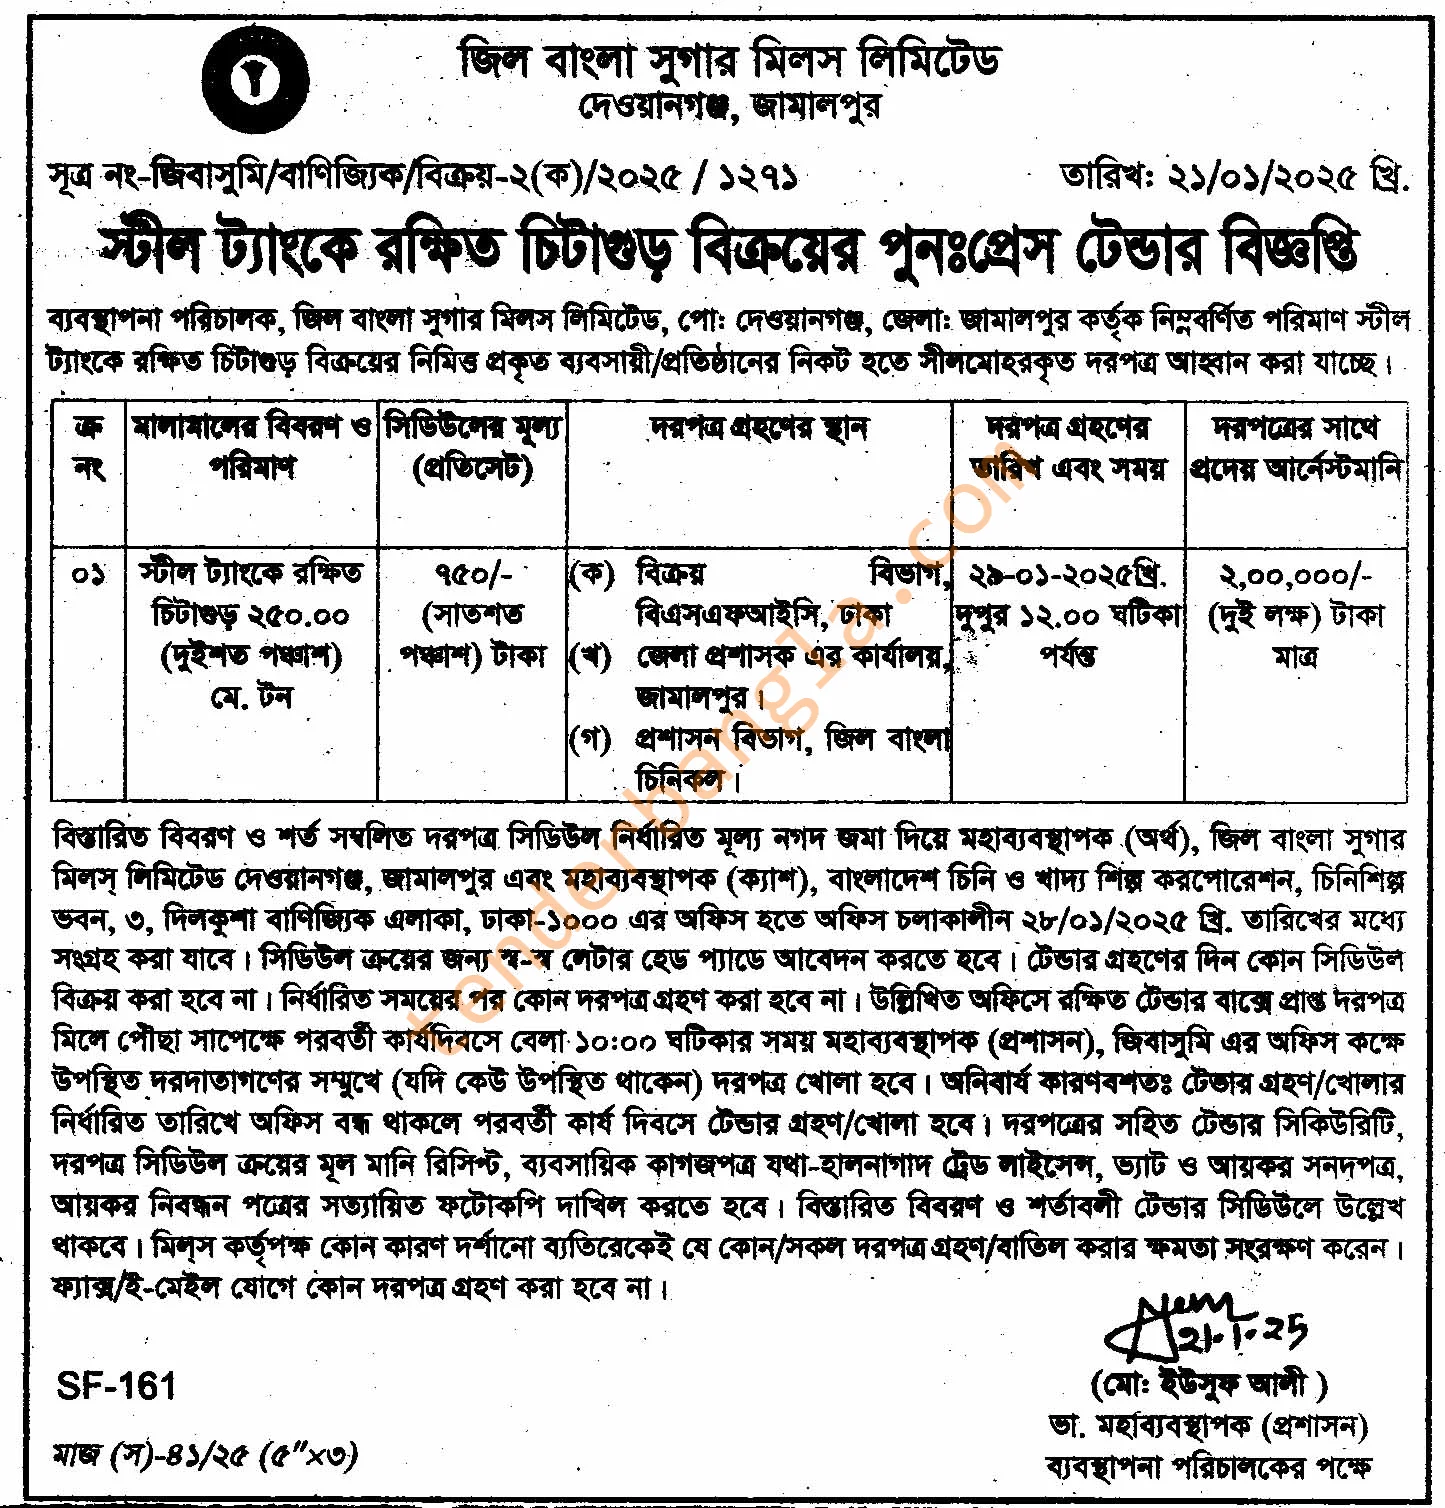 জিল বাংলা সুগার মিলস লিমিটেড
দেওয়ানগঞ্জ, জামালপুর
সূত্র নং-জিবাসুমি/বাণিজ্যিক/বিক্রয়-২(ক)/২০২৫ / ১২৭১
তারিখ: ২১/০১/২০২৫ খ্রি.
স্টীল ট্যাংকে রক্ষিত চিটাগুড় বিক্রয়ের পুনঃপ্রেস টেন্ডার বিজ্ঞপ্তি
ব্যবস্থাপনা পরিচালক, জিল বাংলা সুগার মিলস লিমিটেড, পো: দেওয়ানগঞ্জ, জেলা: জামালপুর কর্তৃক নিম্নবর্ণিত পরিমাণ স্টীল
ট্যাংকে রক্ষিত চিটাগুড় বিক্রয়ের নিমিত্ত প্রকৃত ব্যবসায়ী/প্রতিষ্ঠানের নিকট হতে সীলমোহরকৃত দরপত্র আহ্বান করা যাচ্ছে।
ক্র
নং
মালামালের বিবরণ ও
পরিমাণ
সিডিউলের মূল্য
(প্রতিসেট)
দরপত্র গ্রহণের স্থান
দরপত্র গ্রহণের
তারিখ এবং সময়
দরপত্রের সাথে
প্রদেয় আর্নেস্টমানি
০১
স্টীল ট্যাংকে রক্ষিত
চিটাগুড় ২৫০.০০
(দুইশত পঞ্চাশ)
মে. টন
৭৫০/-
(সাতশত
পঞ্চাশ) টাকা
(ক) বিক্রয় বিভাগ,
বিএসএফআইসি, ঢাকা
(খ) জেলা প্রশাসক এর কার্যালয়,
জামালপুর।
(গ) প্রশাসন বিভাগ, জিল বাংলা
চিনিকল।
২৯-০১-২০২৫খ্রি.
দুপুর ১২.০০ ঘটিকা
পর্যন্ত
২,০০,০০০/-
(দুই লক্ষ) টাকা
মাত্র
বিস্তারিত বিবরণ ও শর্ত সম্বলিত দরপত্র সিডিউল নির্ধারিত মূল্য নগদ জমা দিয়ে মহাব্যবস্থাপক (অর্থ), জিল বাংলা সুগার
মিলস্ লিমিটেড দেওয়ানগঞ্জ, জামালপুর এবং মহাব্যবস্থাপক (ক্যাশ), বাংলাদেশ চিনি ও খাদ্য শিল্প করপোরেশন, চিনিশিল্প
ভবন, ৩, দিলকুশা বাণিজ্যিক এলাকা, ঢাকা-১০০০ এর অফিস হতে অফিস চলাকালীন ২৮/০১/২০২৫ খ্রি. তারিখের মধ্যে
সংগ্রহ করা যাবে। সিডিউল ক্রয়ের জন্য স্ব-স্ব লেটার হেড প্যাডে আবেদন করতে হবে। টেন্ডার গ্রহণের দিন কোন সিডিউল
বিক্রয় করা হবে না। নির্ধারিত সময়ের পর কোন দরপত্র গ্রহণ করা হবে না। উল্লিখিত অফিসে রক্ষিত টেন্ডার বাক্সে প্রাপ্ত দরপত্র
মিলে পৌছা সাপেক্ষে পরবর্তী কার্যদিবসে বেলা ১০:০০ ঘটিকার সময় মহাব্যবস্থাপক (প্রশাসন), জিবাসুমি এর অফিস কক্ষে
উপস্থিত দরদাতাগণের সম্মুখে (যদি কেউ উপস্থিত থাকেন) দরপত্র খোলা হবে। অনিবার্য কারণবশতঃ টেন্ডার গ্রহণ/খোলার
নির্ধারিত তারিখে অফিস বন্ধ থাকলে পরবর্তী কার্য দিবসে টেন্ডার গ্রহণ/খোলা হবে। দরপত্রের সহিত টেন্ডার সিকিউরিটি,
দরপত্র সিডিউল ক্রয়ের মূল মানি রিসিপ্ট, ব্যবসায়িক কাগজপত্র যথা-হালনাগাদ ট্রেড লাইসেন্স, ভ্যাট ও আয়কর সনদপত্র,
আয়কর নিবন্ধন পত্রের সত্যায়িত ফটোকপি দাখিল করতে হবে। বিস্তারিত বিবরণ ও শর্তাবলী টেন্ডার সিডিউলে উল্লেখ
থাকবে। মিল্স কর্তৃপক্ষ কোন কারণ দর্শানো ব্যতিরেকেই যে কোন/সকল দরপত্র গ্রহণ/বাতিল করার ক্ষমতা সংরক্ষণ করেন।
ফ্যাক্স/ই-মেইল যোগে কোন দরপত্র গ্রহণ করা হবে না।
21.1.25
SF-161
(মো: ইউসুফ আলী )
ভা. মহাব্যবস্থাপক (প্রশাসন)
মাজ (স)-৪১/২৫ (৫"×৩)
ব্যবস্থাপনা পরিচালকের পক্ষে
tenderbangla.com